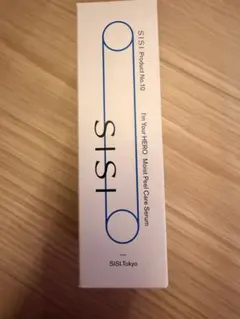 SISI Product No.10
I'm Your HERO Moist Peel Care Serum
SISI
SISI.Tokyo